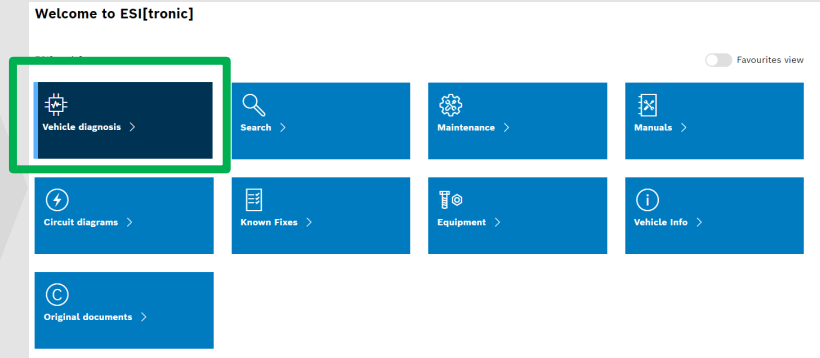 Welcome to ESI[tronic]
Favourites view
Vehicle diagnosis
Search
Maintenance
Manuals
Circuit diagrams
Known Fixes
Equipment
Vehicle Info
Original documents